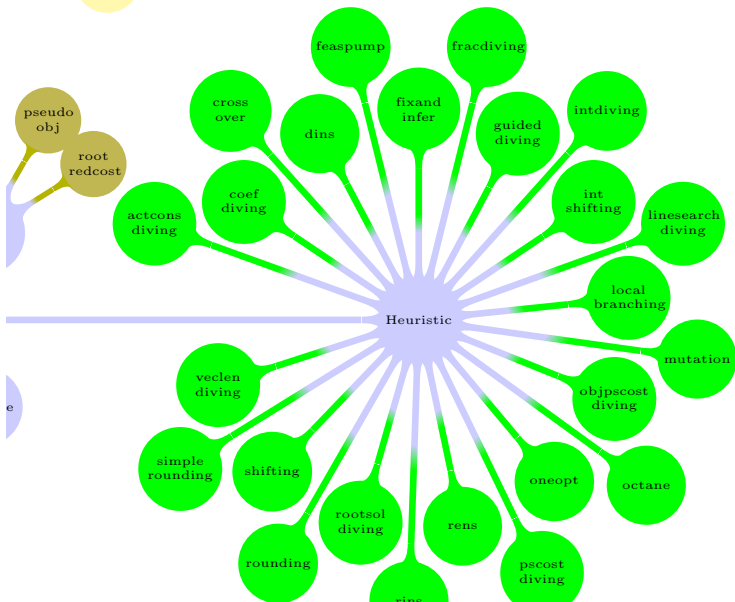 feaspump
fracdiving
cross
over
fixand
infer
intdiving
pseudo
obj
dins
guided
diving
root
redcost
coef
diving
int
shifting
actcons
diving
linesearch
diving
local
branching
Heuristic
mutation
veclen
diving
objpscost
diving
e
simple
rounding
shifting
oneopt
octane
rootsol
diving
rens
rounding
pscost
diving
rins